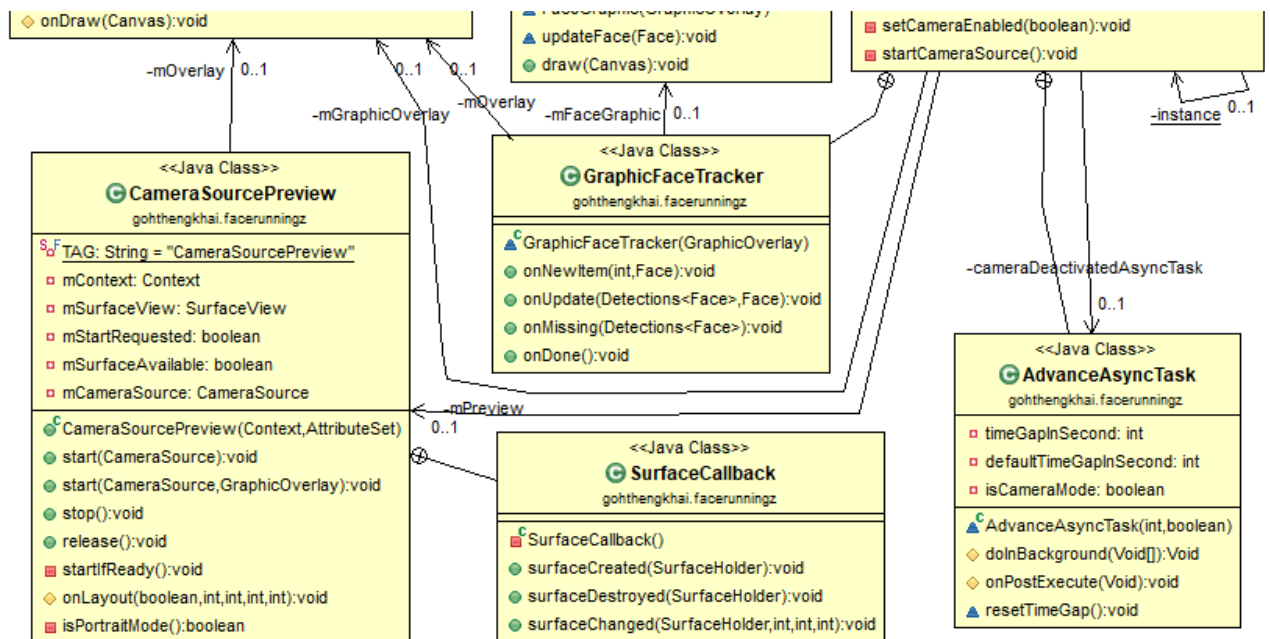 onDraw(Canvas):void
FaceGraphic(GraphicOverlay)
updateFace(Face):void
draw(Canvas):void
setCameraEnabled(boolean):void
startCameraSource():void
-mOverlay 0..1
0..1
0..1
-mOverlay
-mGraphicOverlay
-mFaceGraphic 0..1
-instance 0..1
<<Java Class>>
CameraSourcePreview
gohthengkhai.facerunningz
TAG: String = "CameraSourcePreview"
mContext: Context
mSurfaceView: SurfaceView
mStartRequested: boolean
mSurfaceAvailable: boolean
mCameraSource: CameraSource
CameraSourcePreview(Context,AttributeSet)
start(CameraSource):void
start(CameraSource,GraphicOverlay):void
stop():void
release():void
startIfReady():void
onLayout(boolean,int,int,int,int):void
isPortraitMode():boolean
<<Java Class>>
GraphicFaceTracker
gohthengkhai.facerunningz
GraphicFaceTracker(GraphicOverlay)
onNewItem(int,Face):void
onUpdate(Detections<Face>,Face):void
onMissing(Detections<Face>):void
onDone():void
-mPreview
0..1
<<Java Class>>
SurfaceCallback
gohthengkhai.facerunningz
SurfaceCallback()
surfaceCreated(SurfaceHolder):void
surfaceDestroyed(SurfaceHolder):void
surfaceChanged(SurfaceHolder,int,int,int):void
-cameraDeactivatedAsyncTask
0..1
<<Java Class>>
AdvanceAsyncTask
gohthengkhai.facerunningz
timeGapInSecond: int
defaultTimeGapInSecond: int
isCameraMode: boolean
AdvanceAsyncTask(int,boolean)
doInBackground(Void[]):Void
onPostExecute(Void):void
resetTimeGap():void